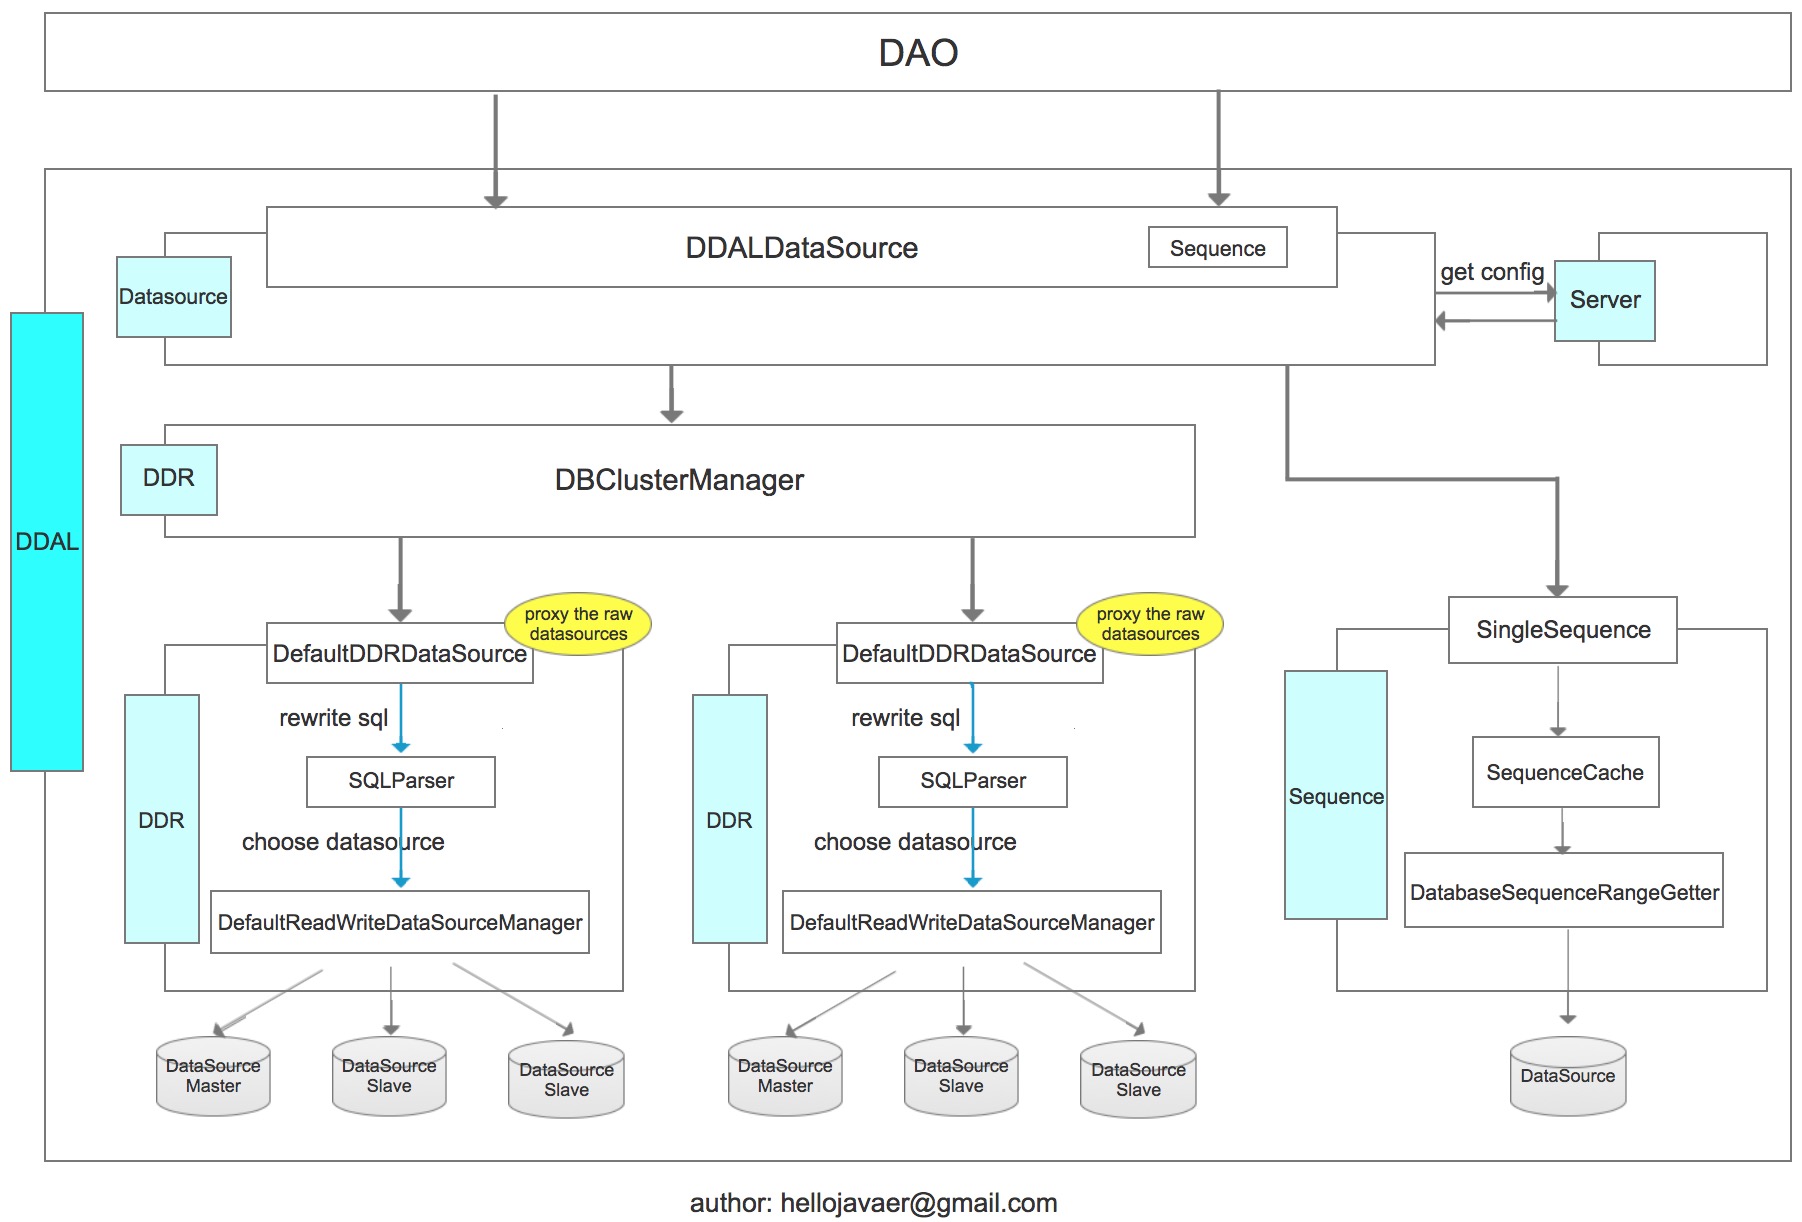 DAO
DDALDataSource
Sequence
Datasource
get config
Server
DDAL
DDR
DBClusterManager
proxy the raw
datasources
DefaultDDRDataSource
rewrite sql
SQLParser
DDR
choose datasource
DefaultReadWriteDataSourceManager
DataSource
Master
DataSource
Slave
DataSource
Slave
proxy the raw
datasources
DefaultDDRDataSource
rewrite sql
SQLParser
DDR
choose datasource
DefaultReadWriteDataSourceManager
DataSource
Master
DataSource
Slave
DataSource
Slave
SingleSequence
SequenceCache
Sequence
DatabaseSequenceRangeGetter
DataSource
author: hellojavaer@gmail.com